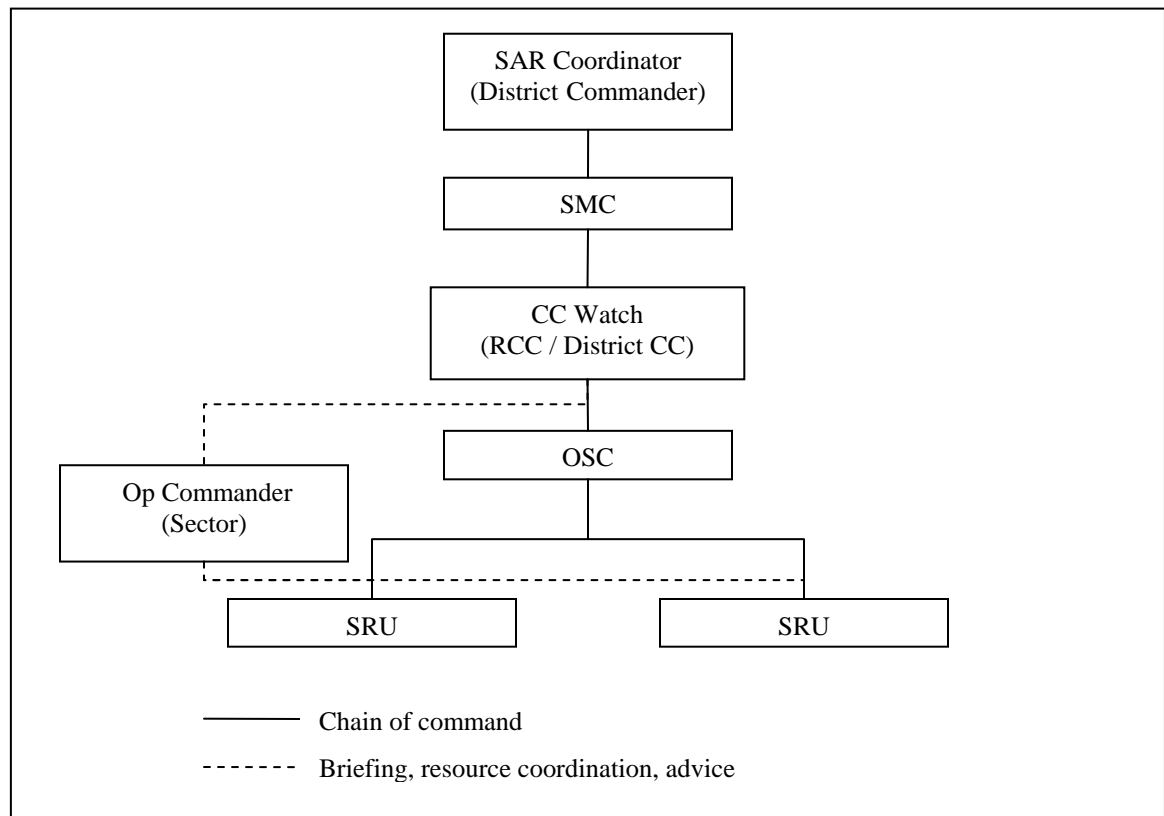 SAR Coordinator
(District Commander)
SMC
CC Watch
(RCC / District CC)
OSC
Op Commander
(Sector)
SRU
SRU
Chain of command
Briefing, resource coordination, advice